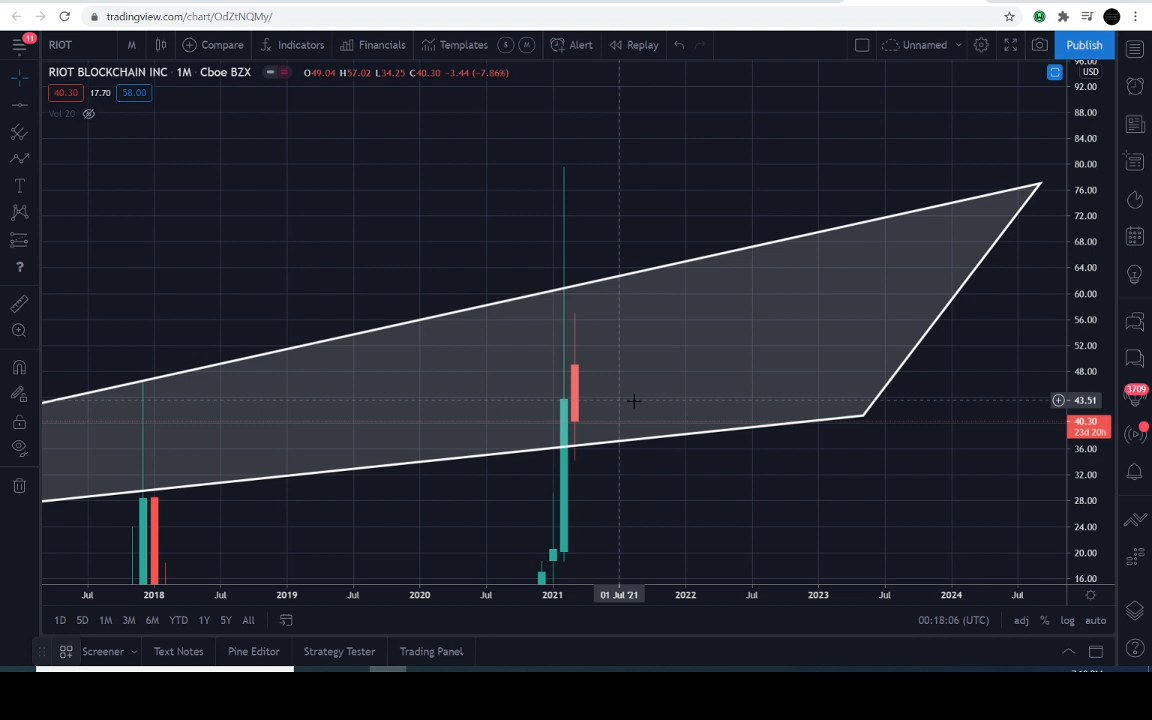 tradingview.com/chart/OdZtNQMy/
11
RIOT M Compare Indicators Financials Templates S M Alert Replay Unnamed Publish
RIOT BLOCKCHAIN INC · 1M · Cboe BZX O49.04 H57.02 L34.25 C40.30 -3.44 (-7.86%)
40.30 17.70 58.00
Vol 20
96.00
USD
92.00
88.00
84.00
80.00
76.00
72.00
68.00
64.00
60.00
56.00
52.00
48.00
43.51
40.30
23d 20h
36.00
32.00
28.00
24.00
20.00
16.00
3709
Jul 2018 Jul 2019 Jul 2020 Jul 2021 01 Jul '21 2022 Jul 2023 Jul 2024 Jul
1D 5D 1M 3M 6M YTD 1Y 5Y All 00:18:06 (UTC) adj % log auto
Screener Text Notes Pine Editor Strategy Tester Trading Panel